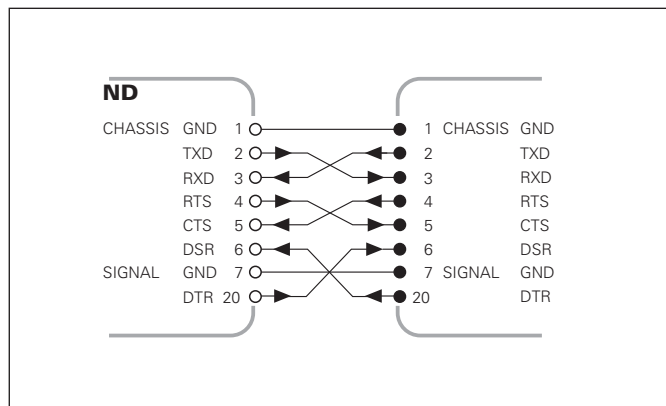 ND
CHASSIS GND 1 1 CHASSIS GND
TXD 2 2 TXD
RXD 3 3 RXD
RTS 4 4 RTS
CTS 5 5 CTS
DSR 6 6 DSR
SIGNAL GND 7 7 SIGNAL GND
DTR 20 20 DTR